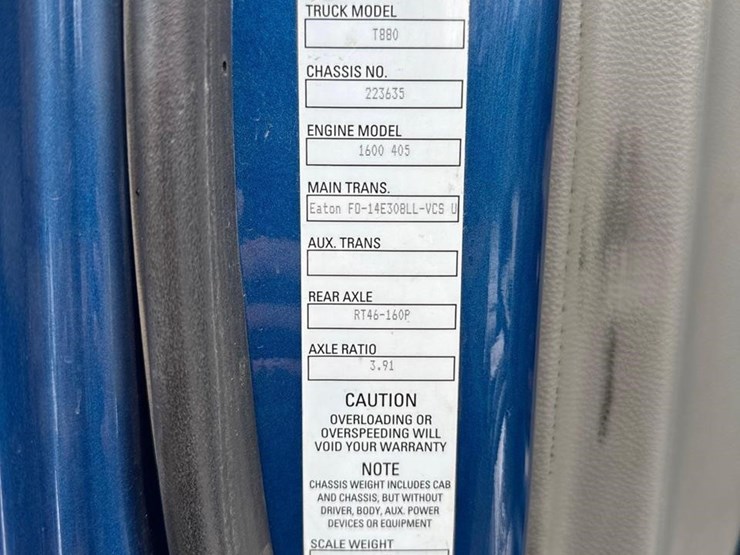 TRUCK MODEL
T880
CHASSIS NO.
223635
ENGINE MODEL
1600 405
MAIN TRANS.
Eaton FO-14E308LL-VCS U
AUX. TRANS
REAR AXLE
RT46-160P
AXLE RATIO
3.91
CAUTION
OVERLOADING OR
OVERSPEEDING WILL
VOID YOUR WARRANTY
NOTE
CHASSIS WEIGHT INCLUDES CAB
AND CHASSIS, BUT WITHOUT
DRIVER, BODY, AUX. POWER
DEVICES OR EQUIPMENT
SCALE WEIGHT